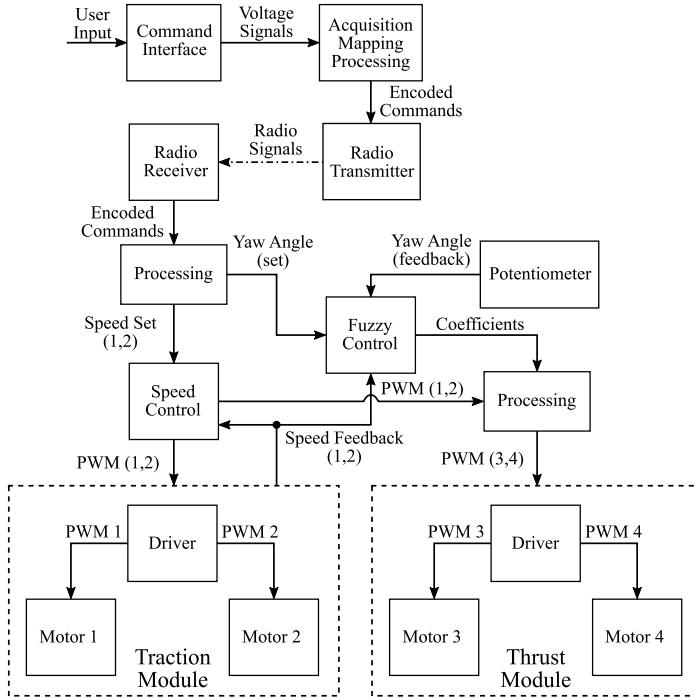 User
Input
Command
Interface
Voltage
Signals
Acquisition
Mapping
Processing
Encoded
Commands
Radio
Receiver
Radio
Signals
Radio
Transmitter
Encoded
Commands
Processing
Yaw Angle
(set)
Yaw Angle
(feedback)
Potentiometer
Speed Set
(1,2)
Fuzzy
Control
Coefficients
Speed
Control
PWM (1,2)
Processing
Speed Feedback
(1,2)
PWM (1,2)
PWM (3,4)
PWM 1
Driver
PWM 2
Motor 1
Motor 2
Traction
Module
PWM 3
Driver
PWM 4
Motor 3
Motor 4
Thrust
Module